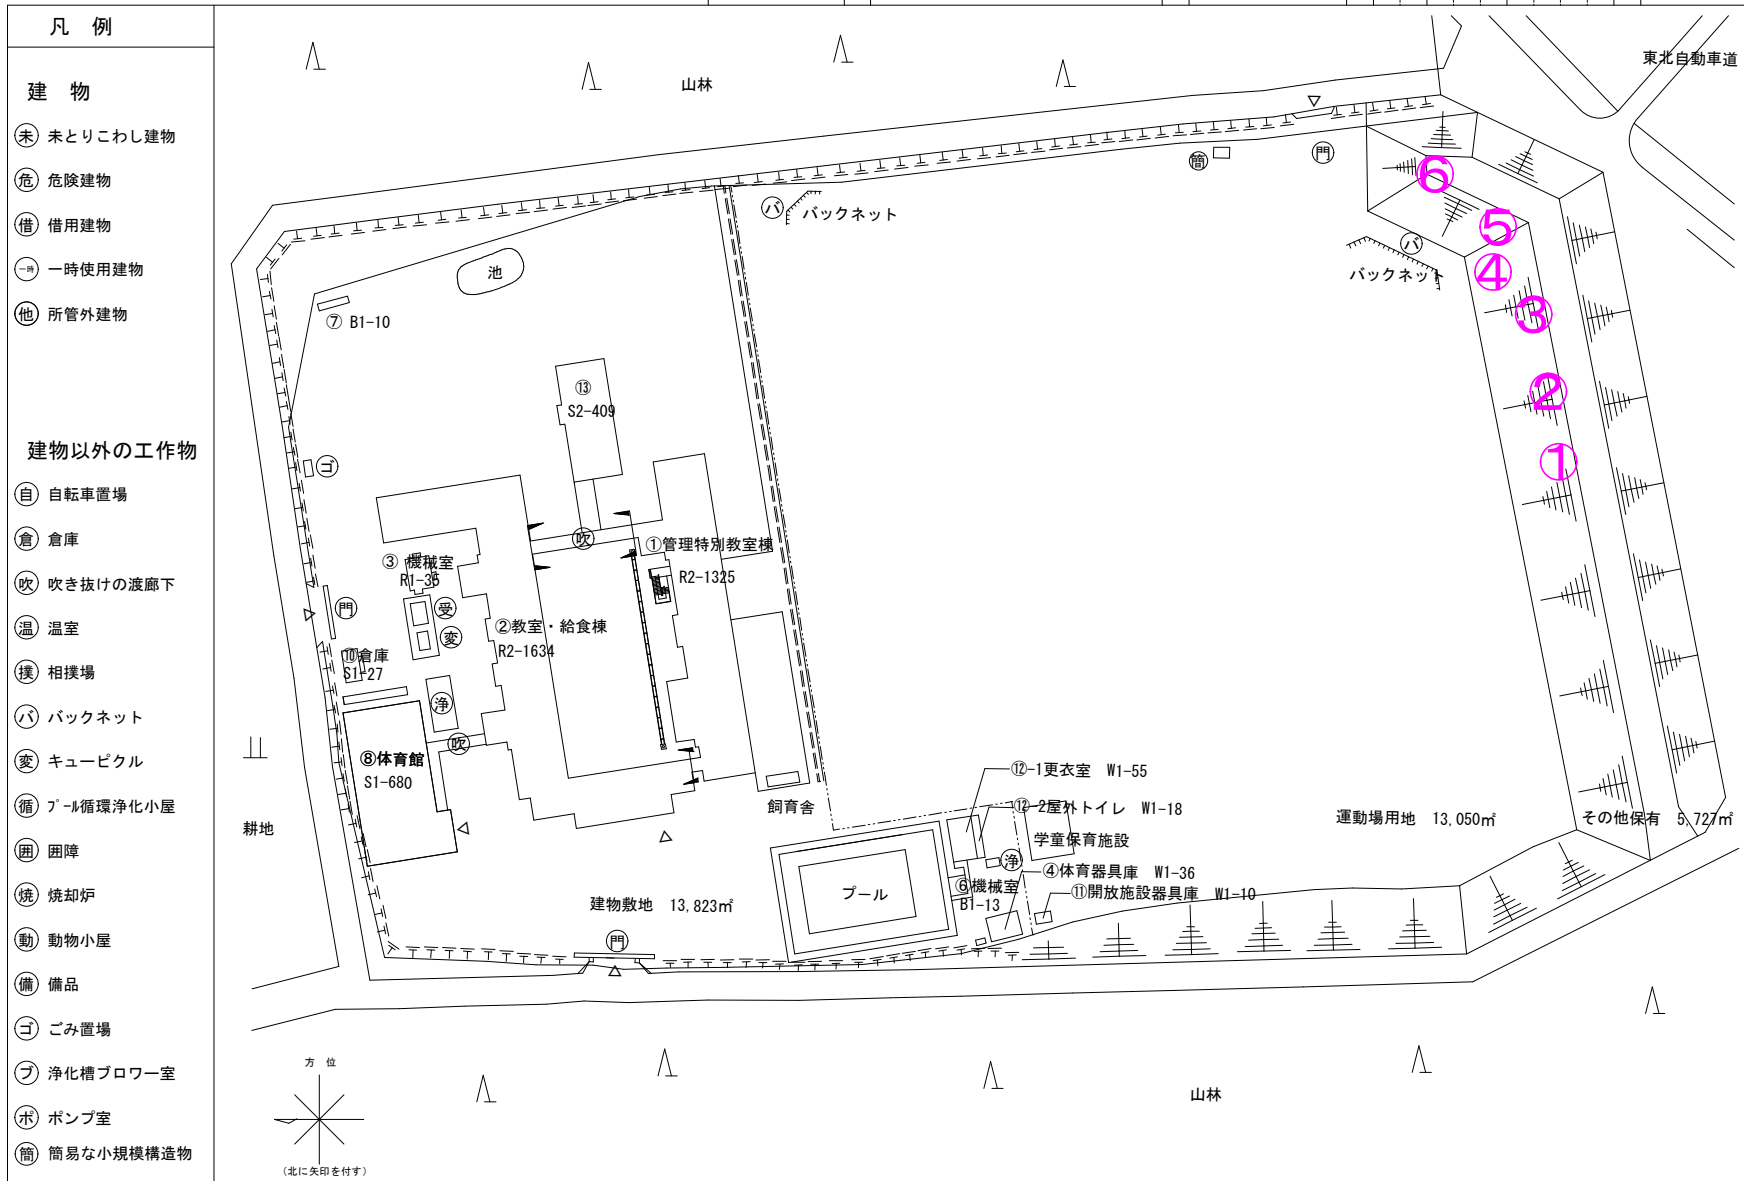 凡 例
建 物
未 未とりこわし建物
危 危険建物
借 借用建物
一時 一時使用建物
他 所管外建物
建物以外の工作物
自 自転車置場
倉 倉庫
吹 吹き抜けの渡廊下
温 温室
撲 相撲場
バ バックネット
変 キュービクル
循 プール循環浄化小屋
囲 囲障
焼 焼却炉
動 動物小屋
備 備品
ゴ ごみ置場
ブ 浄化槽ブロワー室
ポ ポンプ室
簡 簡易な小規模構造物
山林
東北自動車道
簡
門
⑥
バ
バックネット
⑤
バ
バックネット
④
池
⑦ B1-10
③
⑬
S2-409
②
ゴ
①
吹
①管理特別教室棟
R2-1325
③ 機械室
R1-35
門
受
変
②教室・給食棟
R2-1634
⑩倉庫
S1-27
浄
吹
⑧体育館
S1-680
耕地
飼育舎
⑫-1更衣室 W1-55
⑫-2屋外トイレ W1-18
学童保育施設
浄
④体育器具庫 W1-36
⑥機械室
B1-13
⑪開放施設器具庫 W1-10
プール
運動場用地 13,050㎡
その他保有 5,727㎡
建物敷地 13,823㎡
門
方 位
(北に矢印を付す)
山林